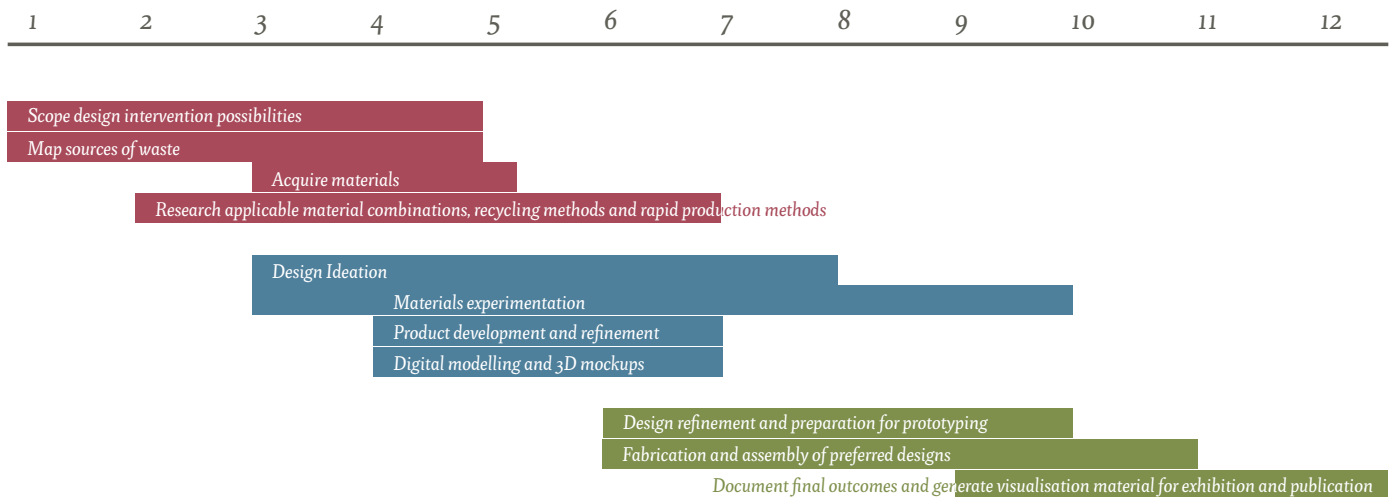 1 2 3 4 5 6 7 8 9 10 11 12
Scope design intervention possibilities
Map sources of waste
Acquire materials
Research applicable material combinations, recycling methods and rapid production methods
Design Ideation
Materials experimentation
Product development and refinement
Digital modelling and 3D mockups
Design refinement and preparation for prototyping
Fabrication and assembly of preferred designs
Document final outcomes and generate visualisation material for exhibition and publication